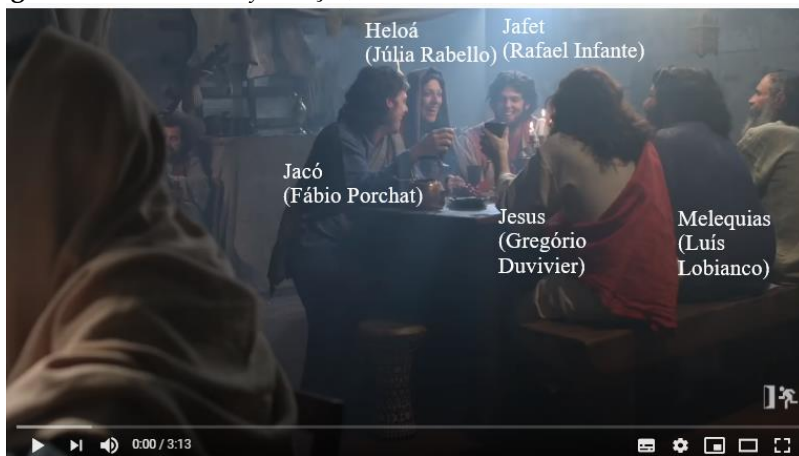 Heloá
(Júlia Rabello)
Jafet
(Rafael Infante)
Jacó
(Fábio Porchat)
Jesus
(Gregório
Duvivier)
Melequias
(Luís
Lobianco)
0:00 / 3:13